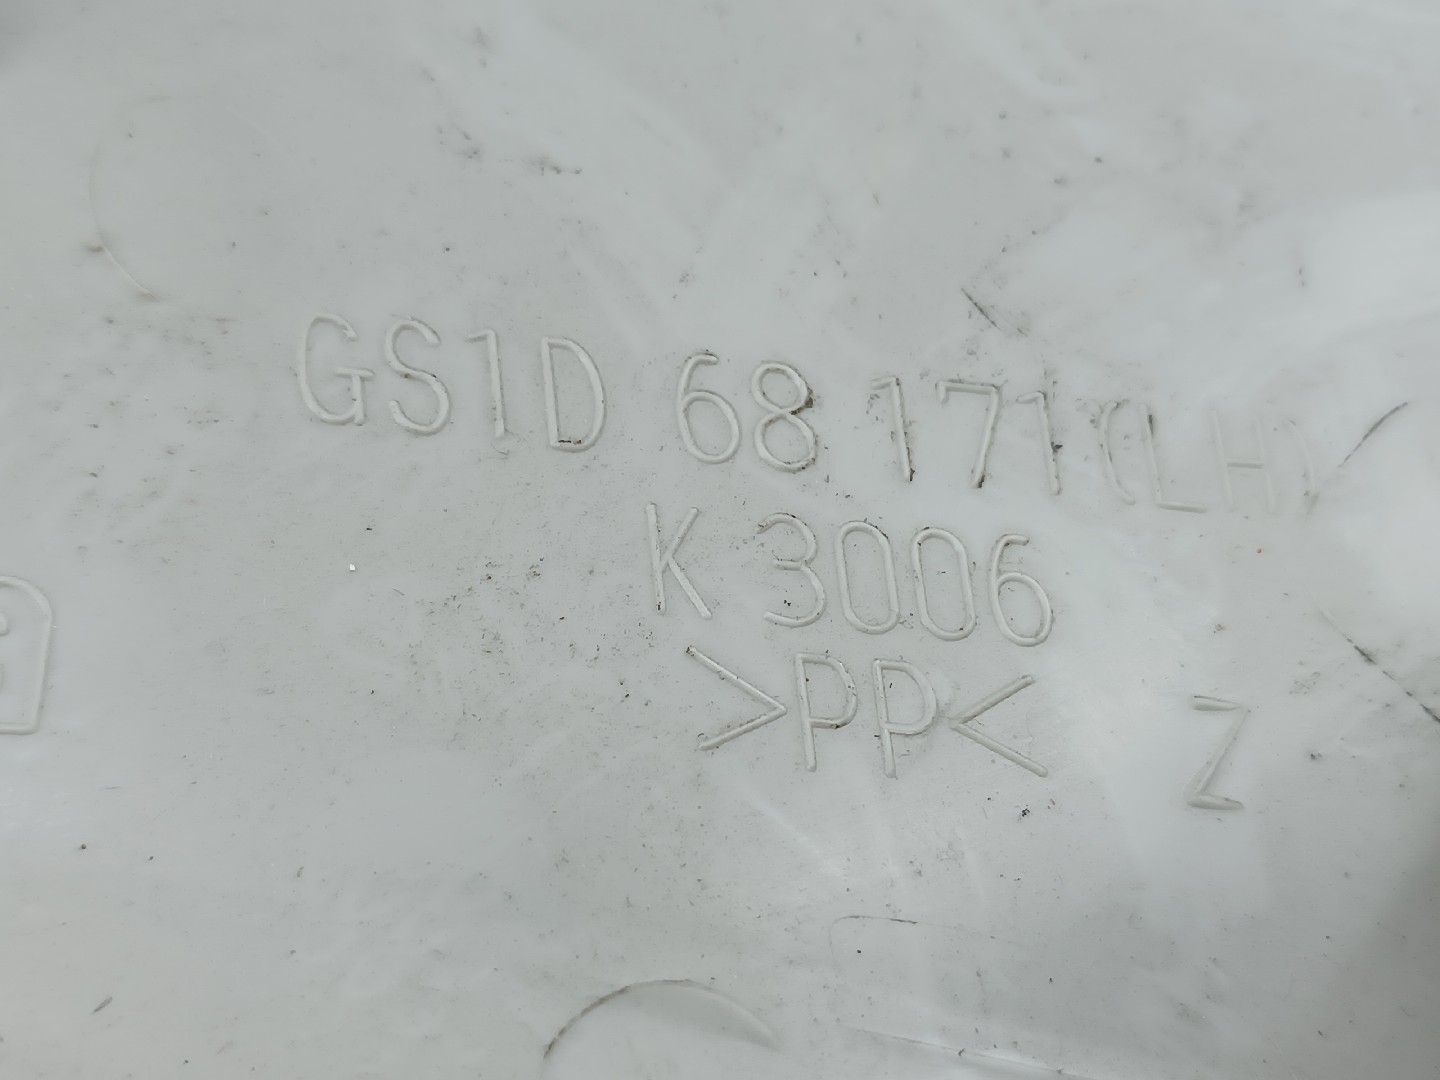 GS1D 68 171(LH)
K 3006
>PP< Z